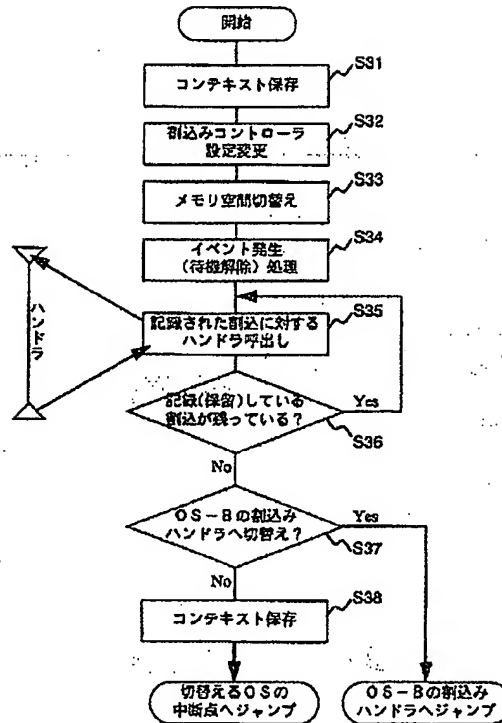 開始
S31
コンテキスト保存
S32
割込みコントローラ
設定変更
S33
メモリ空間切替え
S34
イベント発生
(待機解除)処理
S35
記録された割込に対する
ハンドラ呼出し
ハンドラ
記録(保留)している
割込が残っている?
Yes
S36
No
OS-Bの割込み
ハンドラへ切替え?
Yes
S37
No
S38
コンテキスト保存
切替えるOSの
中断点へジャンプ
OS-Bの割込み
ハンドラへジャンプ